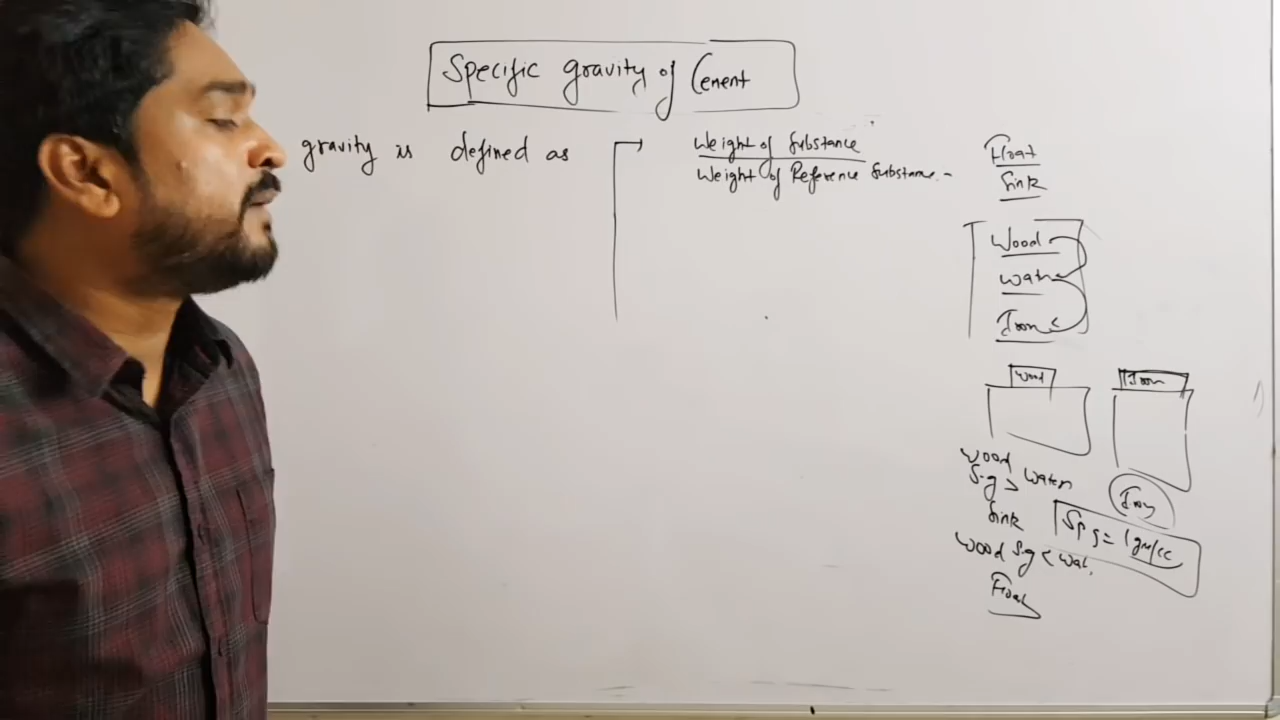 Specific gravity of Cement
gravity is defined as
Weight of Substance
Weight of Reference Substance -
Float
Sink
Wood
Water
Iron
Wood
Iron
Wood
S.g > Water
Sink
Iron
Sp g = 1 gm/cc
Wood S.g < Wat.
Float